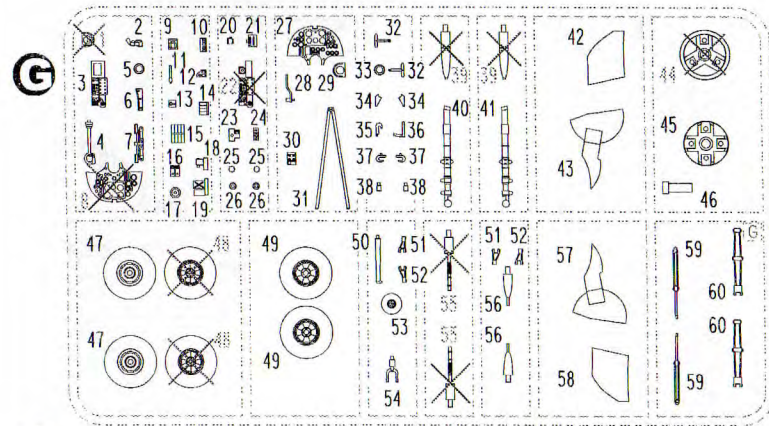 G
2 9 10 20 21 27 32
3 5 11 12 28 29 33 32 39 39 42 44
6 13 14 22 34 34 40 41
4 7 15 23 24 35 36 43 45
16 18 25 25 30 37 37
8 17 19 26 26 31 38 38 46
47 48 49 50 51 51 52 57 59 G
52 55 60
53 56
47 48 49 55 56 60
54 58 59